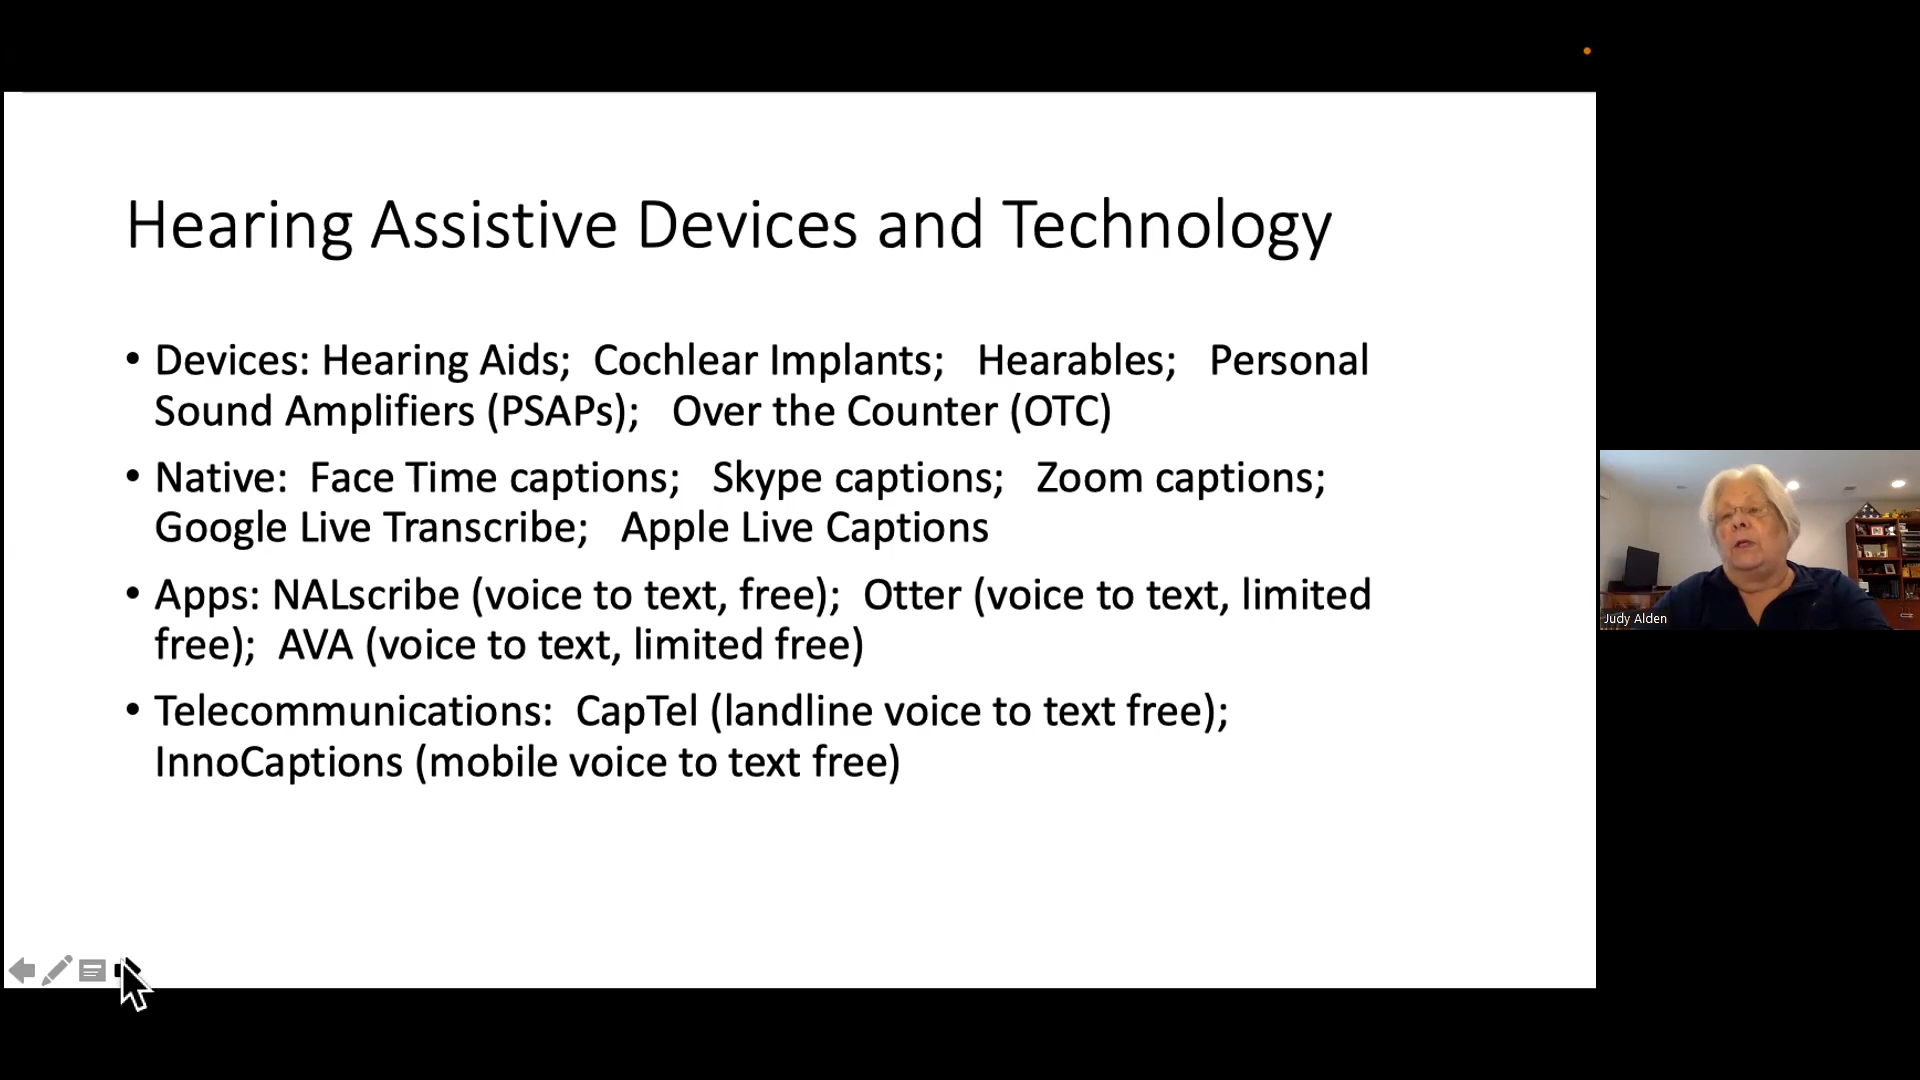 Hearing Assistive Devices and Technology
• Devices: Hearing Aids; Cochlear Implants; Hearables; Personal
Sound Amplifiers (PSAPs); Over the Counter (OTC)
• Native: Face Time captions; Skype captions; Zoom captions;
Google Live Transcribe; Apple Live Captions
• Apps: NALscribe (voice to text, free); Otter (voice to text, limited
free); AVA (voice to text, limited free)
• Telecommunications: CapTel (landline voice to text free);
InnoCaptions (mobile voice to text free)
Judy Alden